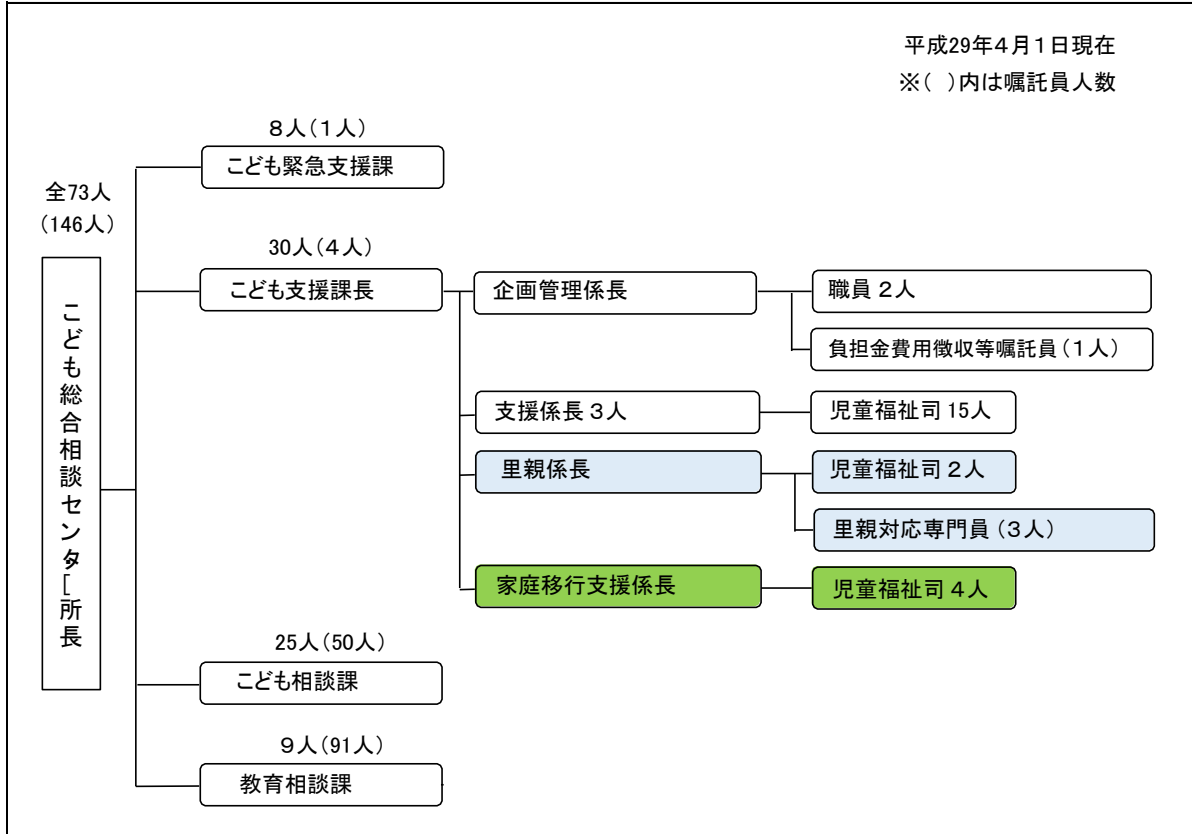 平成29年4月1日現在
※( )内は嘱託員人数
全73人
(146人)
こども総合相談センター所長
8人(1人)
こども緊急支援課
30人(4人)
こども支援課長
企画管理係長
職員 2人
負担金費用徴収等嘱託員(1人)
支援係長 3人
児童福祉司 15人
里親係長
児童福祉司 2人
里親対応専門員 (3人)
家庭移行支援係長
児童福祉司 4人
25人(50人)
こども相談課
9人(91人)
教育相談課